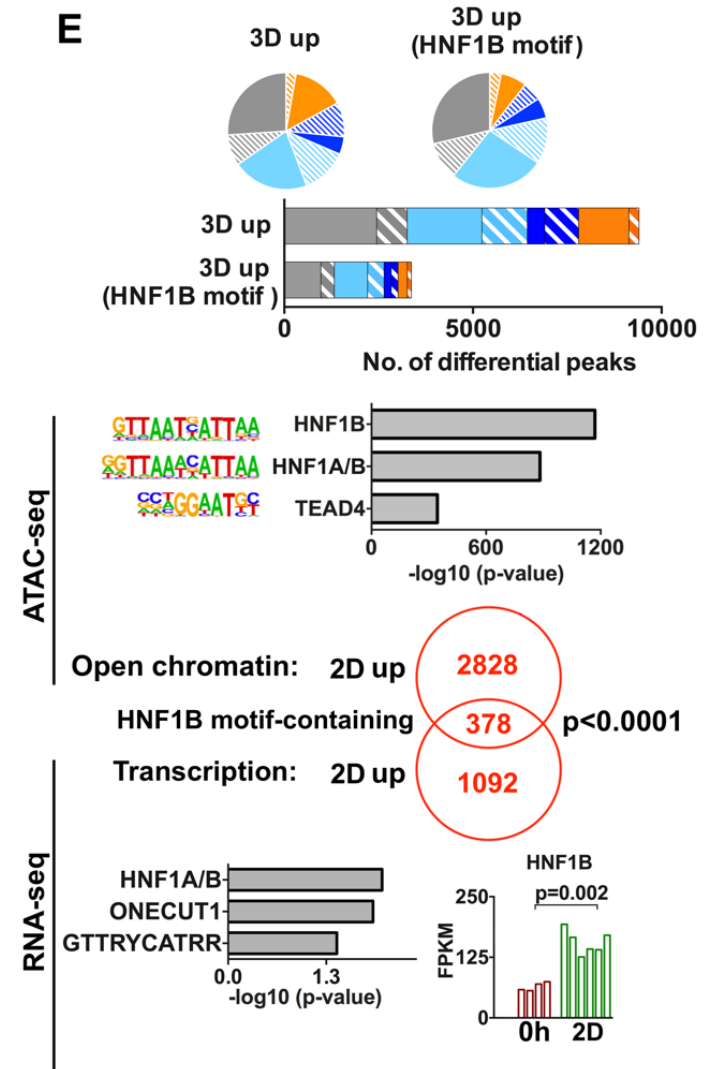 E
3D up
3D up
(HNF1B motif)
3D up
3D up
(HNF1B motif )
0 5000 10000
No. of differential peaks
ATAC-seq
GTTAATCATTAA
HNF1B
GGTTAAACATTAA
HNF1A/B
CCTGGAATGC
TEAD4
0 600 1200
-log10 (p-value)
Open chromatin: 2D up 2828
HNF1B motif-containing 378 p<0.0001
Transcription: 2D up 1092
RNA-seq
HNF1A/B
ONECUT1
GTTRYCATRR
0.0 1.3
-log10 (p-value)
HNF1B
p=0.002
FPKM
250
125
0
0h 2D